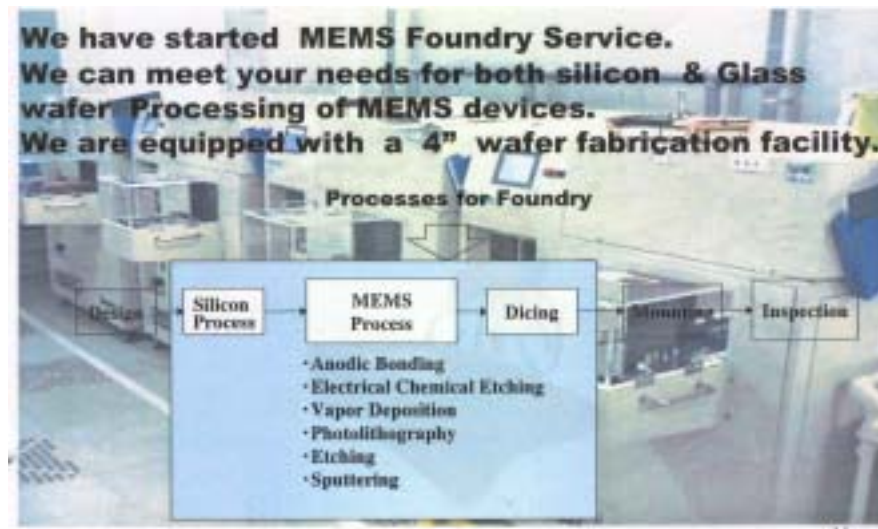 We have started MEMS Foundry Service.
We can meet your needs for both silicon & Glass
wafer Processing of MEMS devices.
We are equipped with a 4" wafer fabrication facility.
Processes for Foundry
Design
Silicon
Process
MEMS
Process
Dicing
Mounting
Inspection
・Anodic Bonding
・Electrical Chemical Etching
・Vapor Deposition
・Photolithography
・Etching
・Sputtering